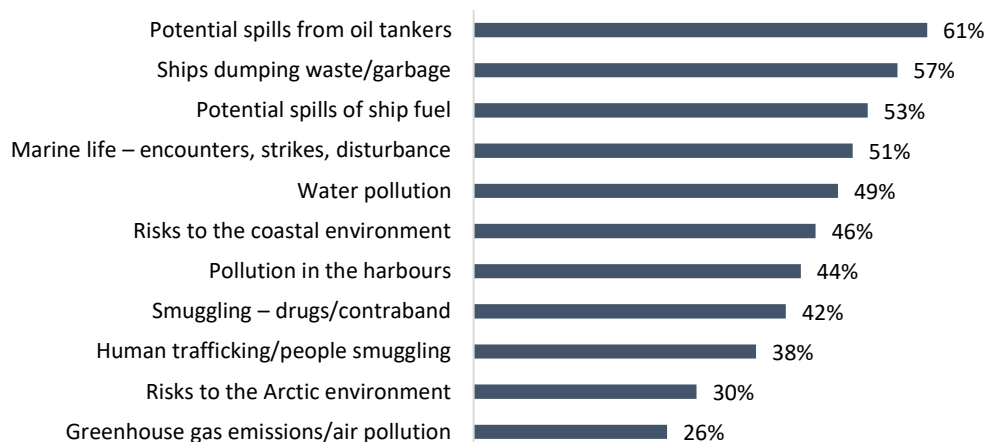 Potential spills from oil tankers 61%
Ships dumping waste/garbage 57%
Potential spills of ship fuel 53%
Marine life – encounters, strikes, disturbance 51%
Water pollution 49%
Risks to the coastal environment 46%
Pollution in the harbours 44%
Smuggling – drugs/contraband 42%
Human trafficking/people smuggling 38%
Risks to the Arctic environment 30%
Greenhouse gas emissions/air pollution 26%